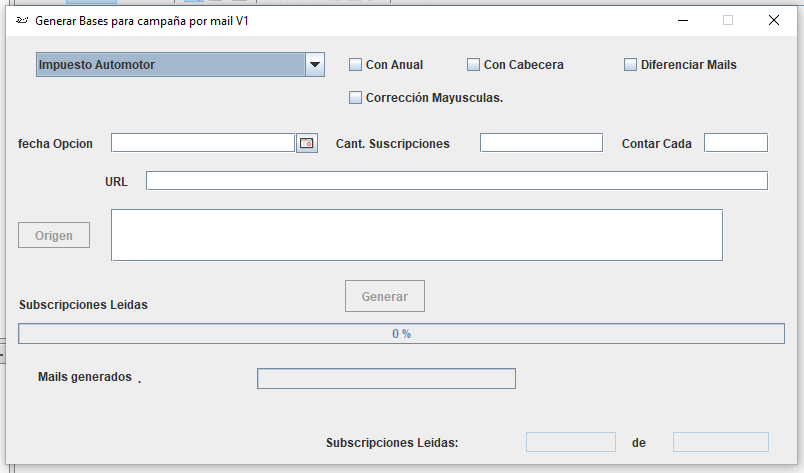 Generar Bases para campaña por mail V1
Impuesto Automotor
Con Anual
Con Cabecera
Diferenciar Mails
Corrección Mayusculas.
fecha Opcion
Cant. Suscripciones
Contar Cada
URL
Origen
Generar
Subscripciones Leidas
0 %
Mails generados .
Subscripciones Leidas:
de